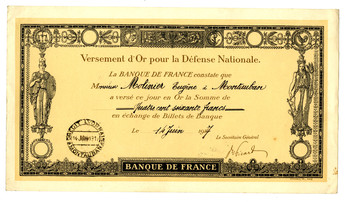 Versement d'Or pour la Défense Nationale.
La BANQUE DE FRANCE constate que
Monsieur Molinier Eugène à Montauban
a versé ce jour en Or la Somme de
Quatre cent soixante francs
en échange de Billets de Banque
Le 14 Juin 1917
Le Secrétaire Général
BANQUE DE FRANCE
MONTAUBAN